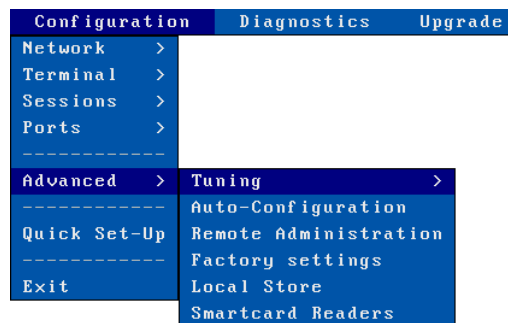 Configuration Diagnostics Upgrade
Network >
Terminal >
Sessions >
Ports >
------------
Advanced > Tuning >
------------ Auto-Configuration
Quick Set-Up Remote Administration
------------ Factory settings
Exit Local Store
Smartcard Readers